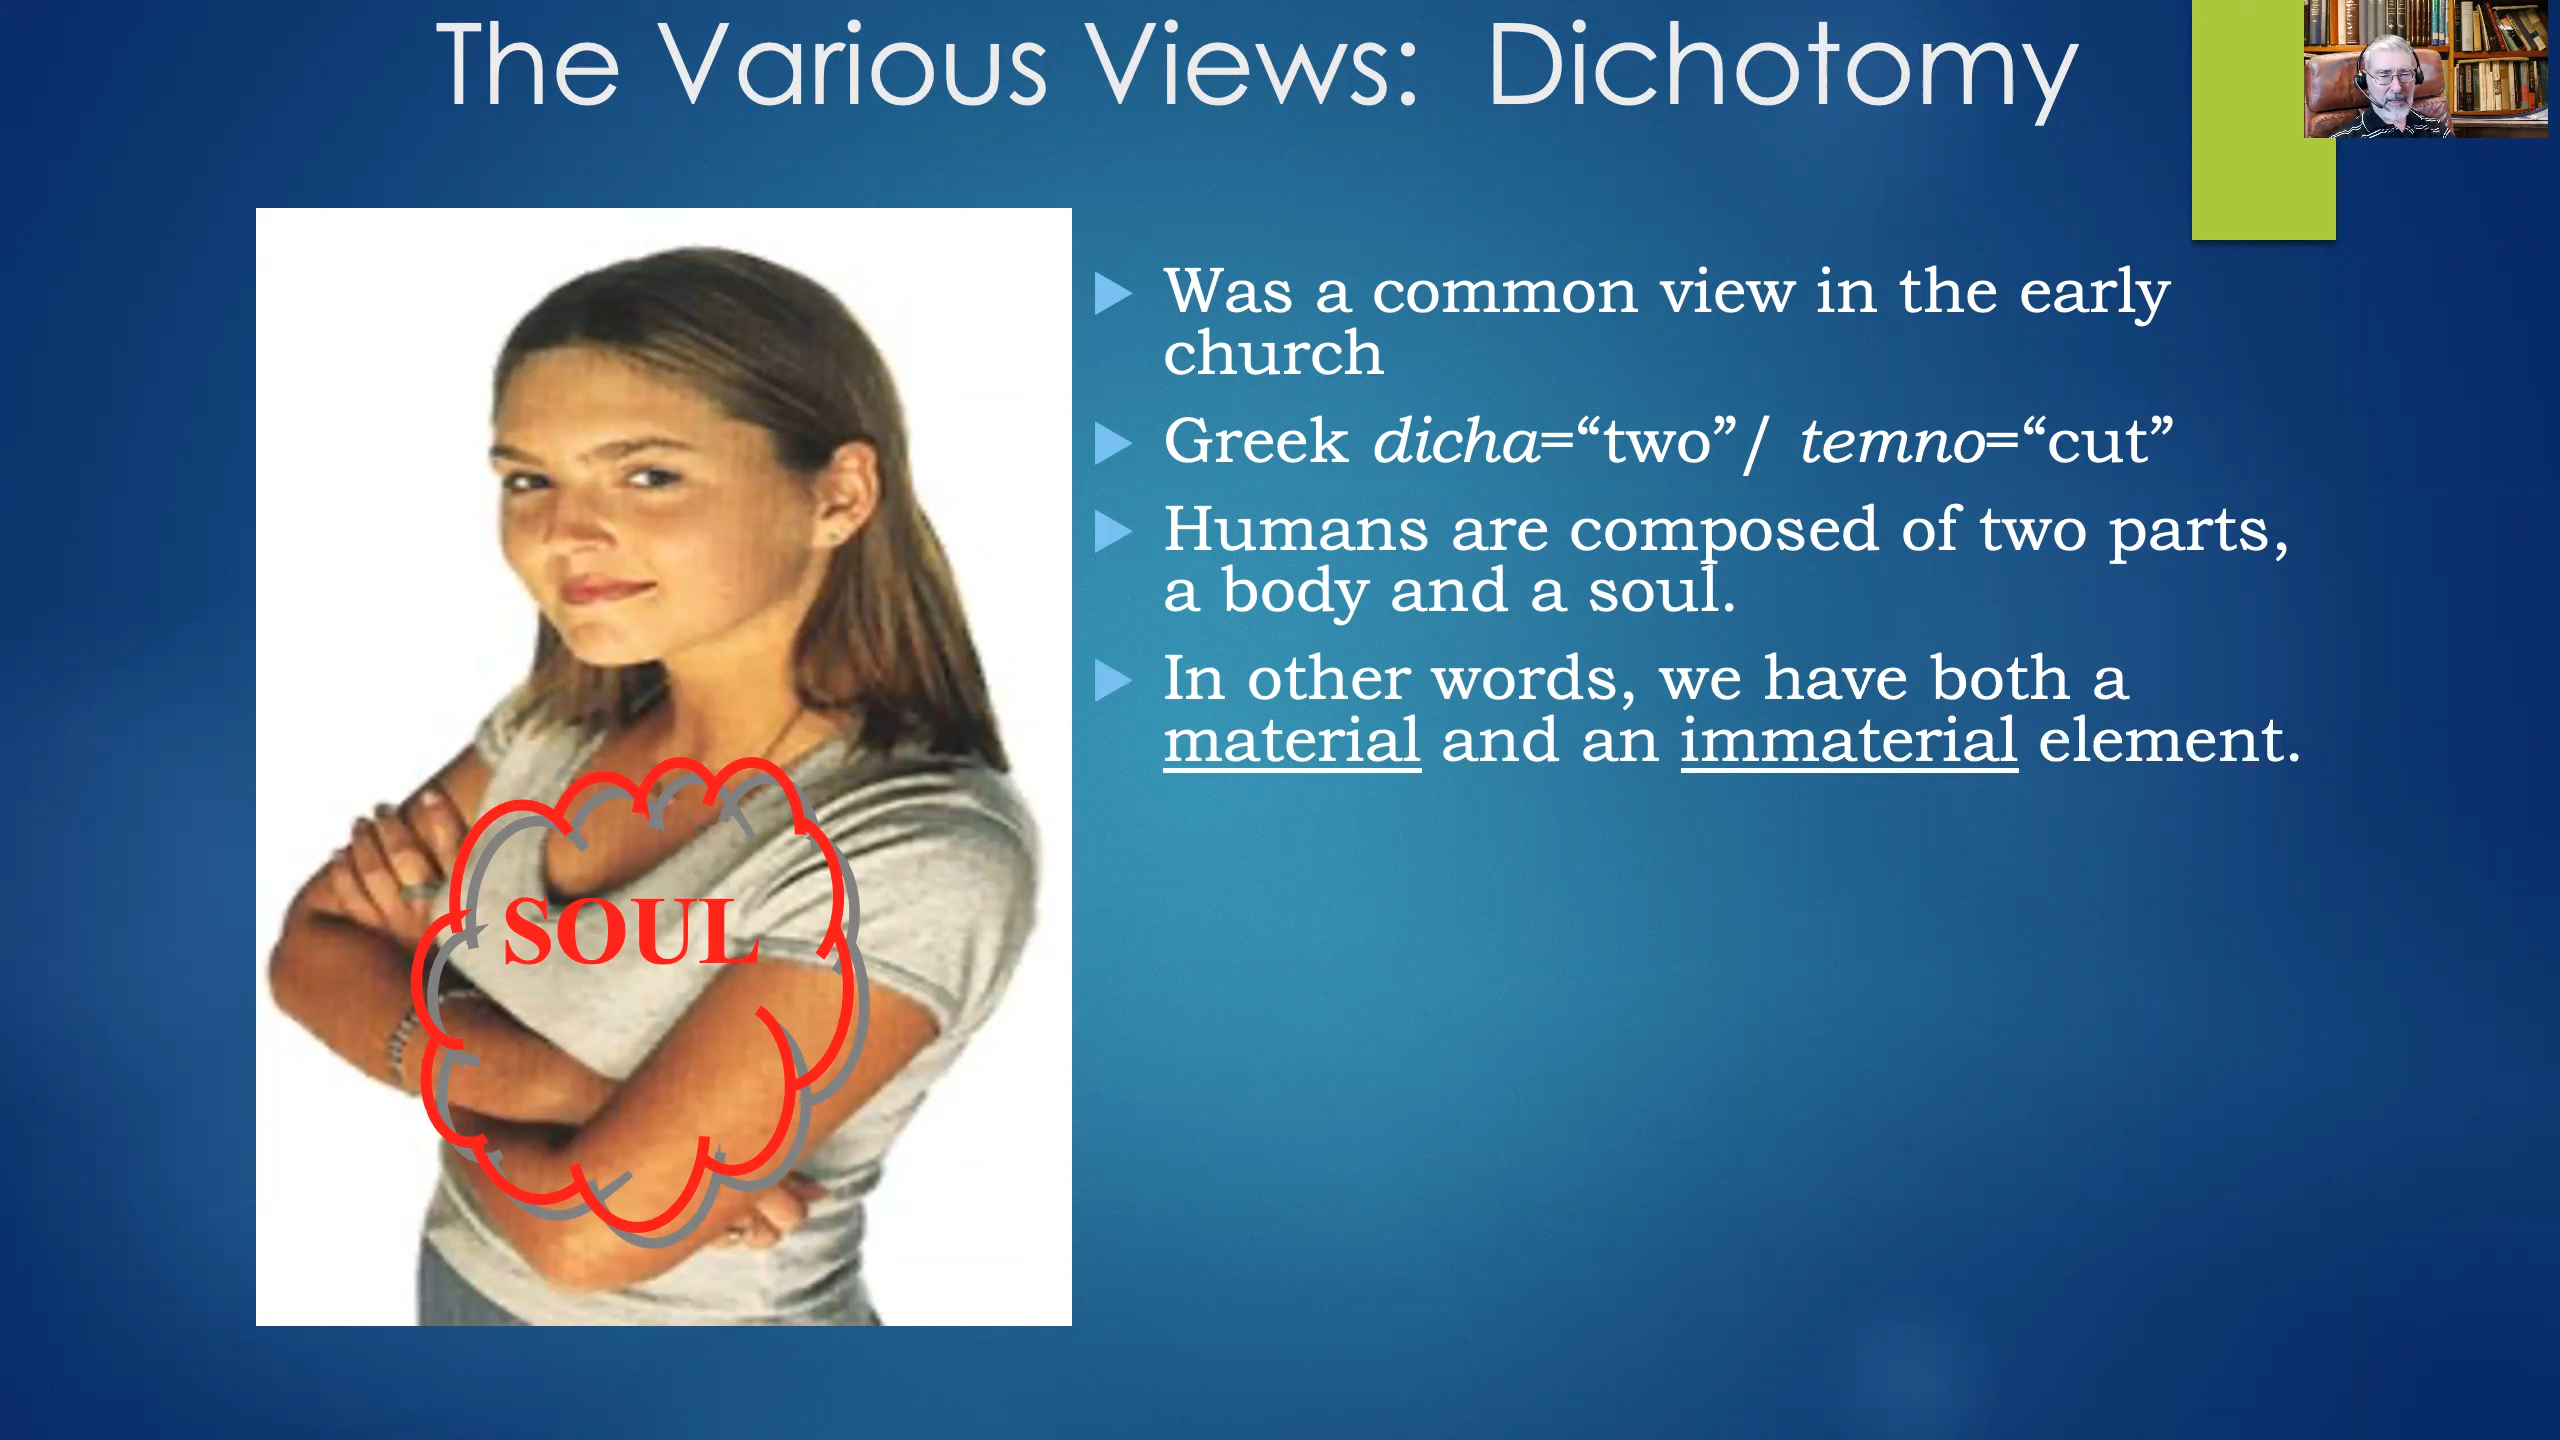 The Various Views: Dichotomy
Was a common view in the early
church
Greek dicha=“two”/ temno=“cut”
Humans are composed of two parts,
a body and a soul.
In other words, we have both a
material and an immaterial element.
SOUL